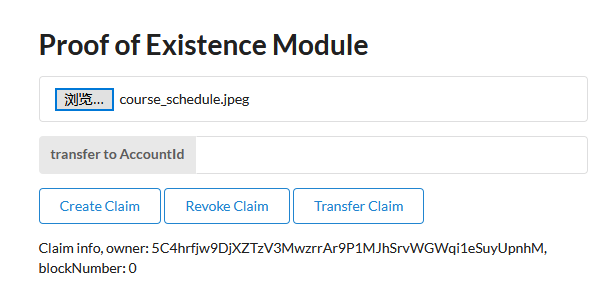 Proof of Existence Module
浏览... course_schedule.jpeg
transfer to AccountId
Create Claim Revoke Claim Transfer Claim
Claim info, owner: 5C4hrfjw9DjXZTzV3MwzrrAr9P1MJhSrvWGWqi1eSuyUpnhM,
blockNumber: 0